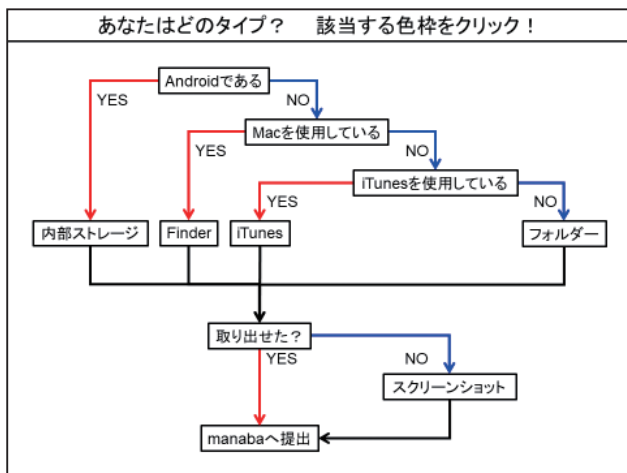 あなたはどのタイプ？　該当する色枠をクリック！
Androidである
YES
NO
Macを使用している
YES
NO
iTunesを使用している
YES
NO
内部ストレージ
Finder
iTunes
フォルダー
取り出せた？
YES
NO
スクリーンショット
manabaへ提出